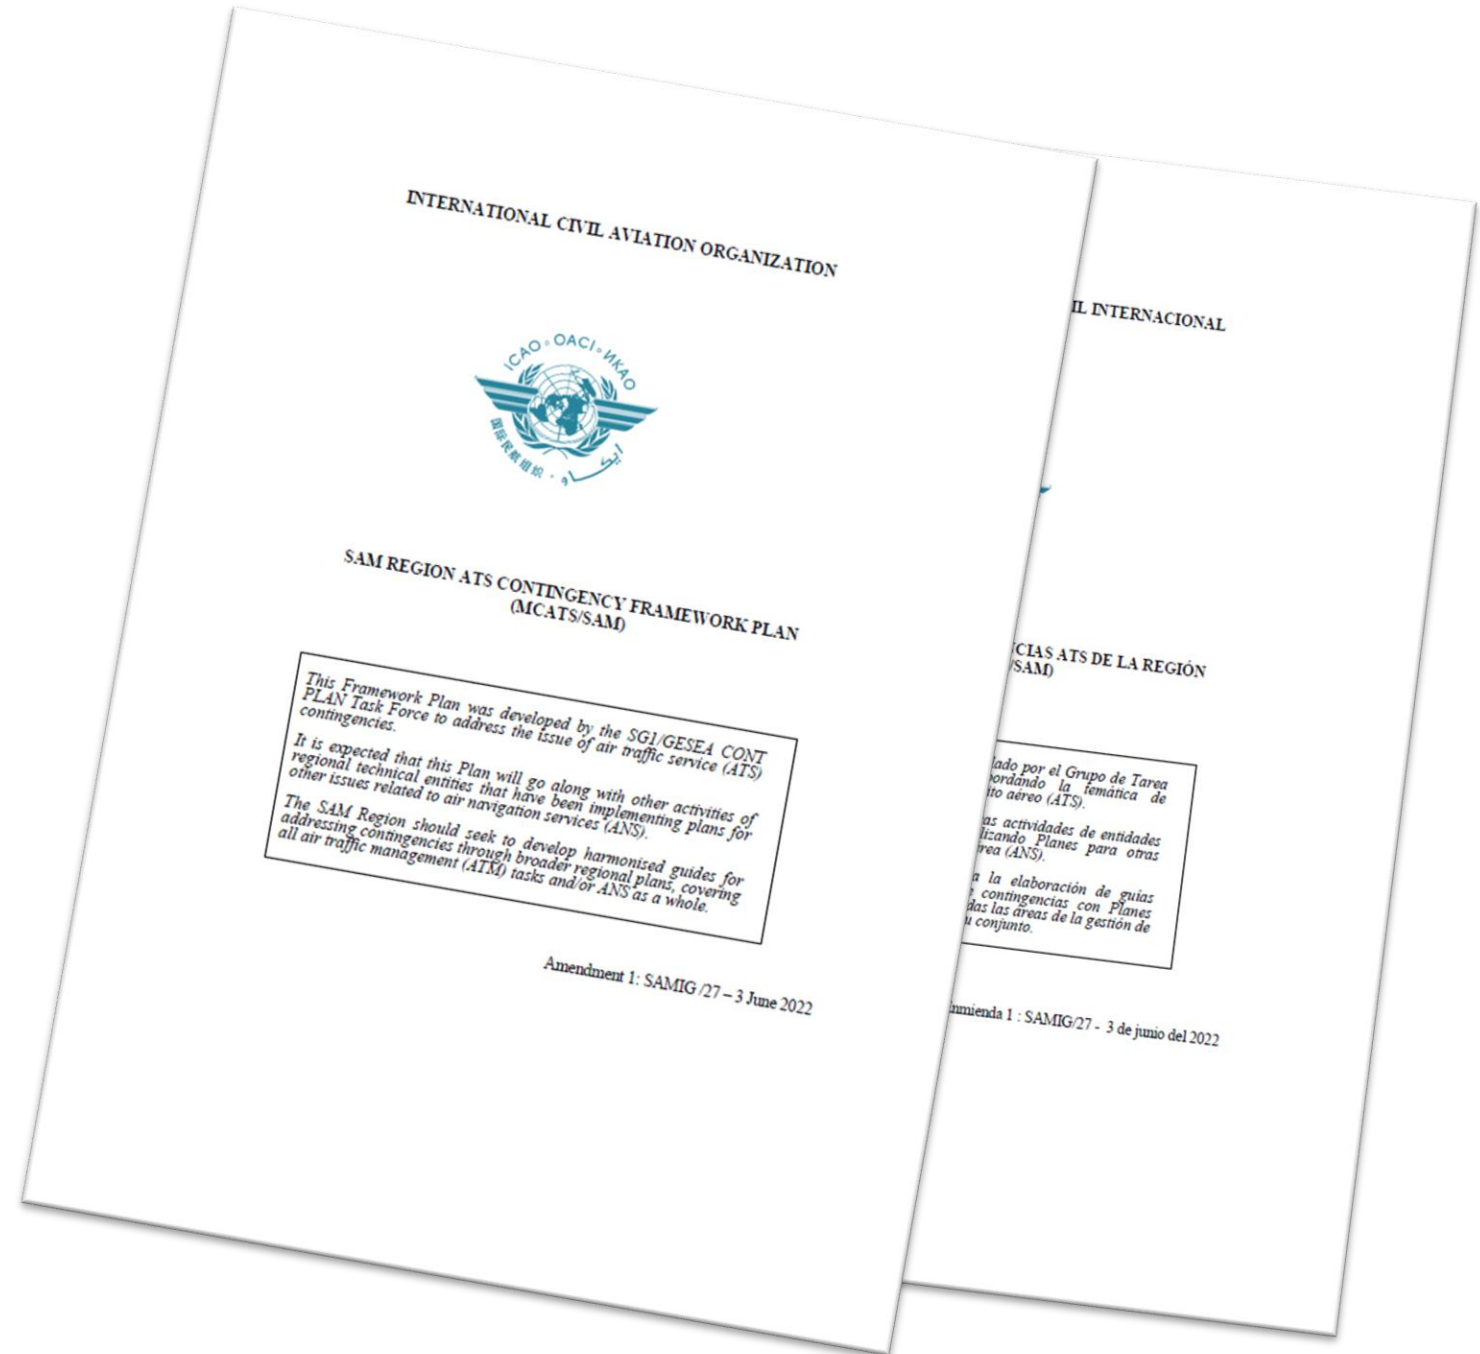 INTERNATIONAL CIVIL AVIATION ORGANIZATION
ICAO · OACI · ИКАО
国际民航组织 · ايكاو
SAM REGION ATS CONTINGENCY FRAMEWORK PLAN
(MCATS/SAM)
This Framework Plan was developed by the SG1/GESEA CONT
PLAN Task Force to address the issue of air traffic service (ATS)
contingencies.
It is expected that this Plan will go along with other activities of
regional technical entities that have been implementing plans for
other issues related to air navigation services (ANS).
The SAM Region should seek to develop harmonised guides for
addressing contingencies through broader regional plans, covering
all air traffic management (ATM) tasks and/or ANS as a whole.
Amendment 1: SAMIG /27 – 3 June 2022
IL INTERNACIONAL
CIAS ATS DE LA REGIÓN
/SAM)
lado por el Grupo de Tarea
bordando la temática de
ito aéreo (ATS).
as actividades de entidades
lizando Planes para otras
rea (ANS).
a la elaboración de guías
contingencias con Planes
das las áreas de la gestión de
u conjunto.
nmienda 1 : SAMIG/27 - 3 de junio del 2022